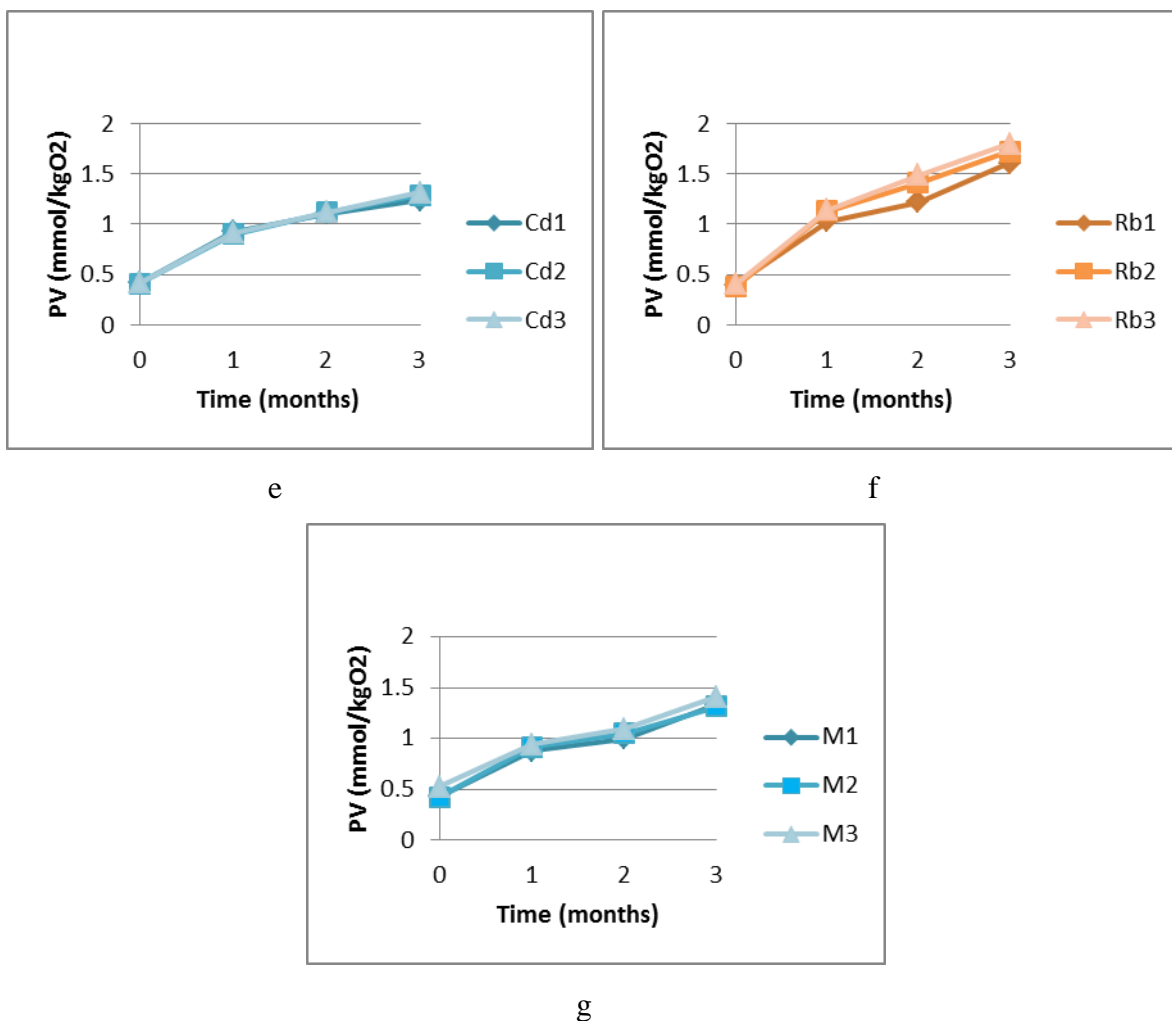 2
1.5
1
0.5
0
PV (mmol/kgO2)
0 1 2 3
Time (months)
Cd1
Cd2
Cd3
e
2
1.5
1
0.5
0
PV (mmol/kgO2)
0 1 2 3
Time (months)
Rb1
Rb2
Rb3
f
2
1.5
1
0.5
0
PV (mmol/kgO2)
0 1 2 3
Time (months)
M1
M2
M3
g